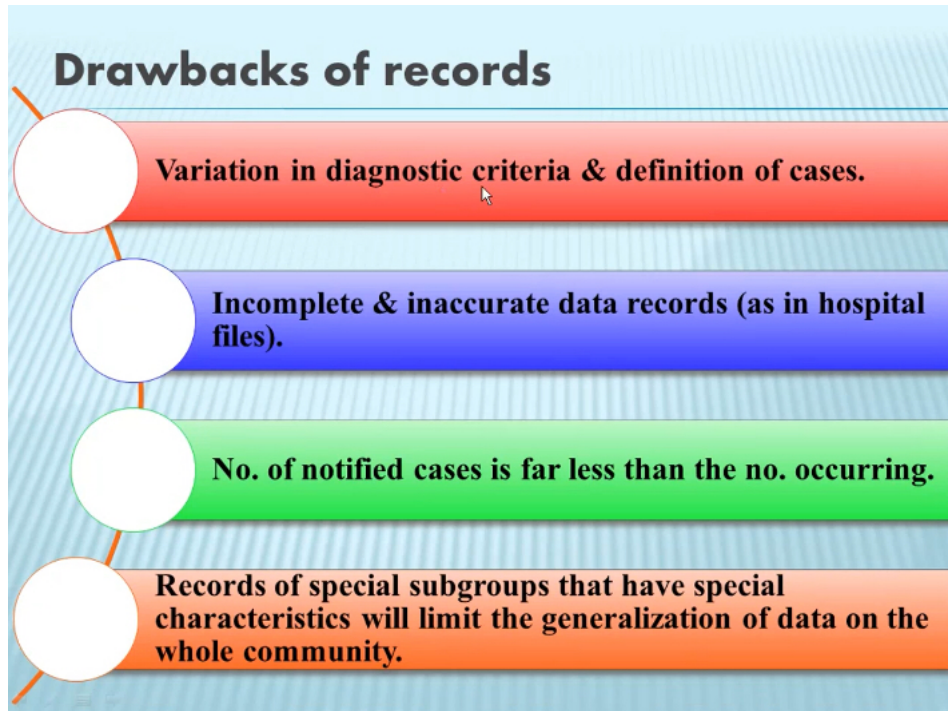 Drawbacks of records
Variation in diagnostic criteria & definition of cases.
Incomplete & inaccurate data records (as in hospital
files).
No. of notified cases is far less than the no. occurring.
Records of special subgroups that have special
characteristics will limit the generalization of data on the
whole community.